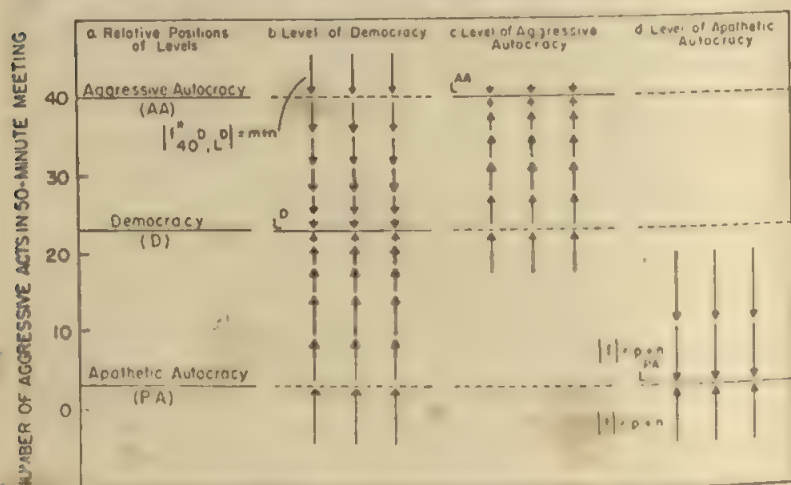 a Relative Positions of Levels
b Level of Democracy
c Level of Aggressive Autocracy
d Level of Apathetic Autocracy
NUMBER OF AGGRESSIVE ACTS IN 50-MINUTE MEETING
40
30
20
10
0
Aggressive Autocracy
(AA)
Democracy
(D)
Apathetic Autocracy
(PA)
L^D
L^AA
|f| = p+n
L^PA
|f| = p+n